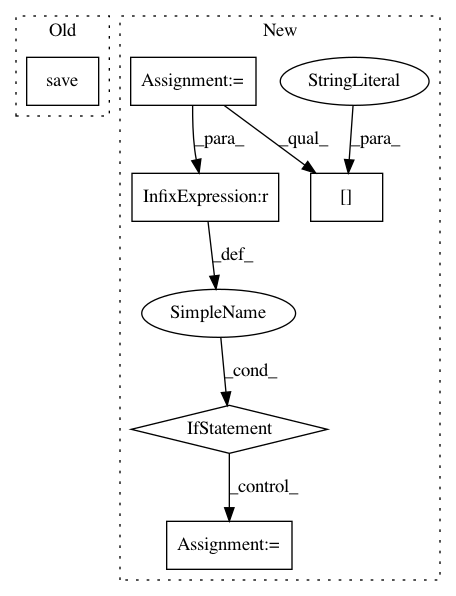 Old
New
save
Assignment:=
StringLiteral
_para_
_qual_
_para_
InfixExpression:r
[]
_def_
SimpleName
_cond_
IfStatement
_control_
Assignment:=